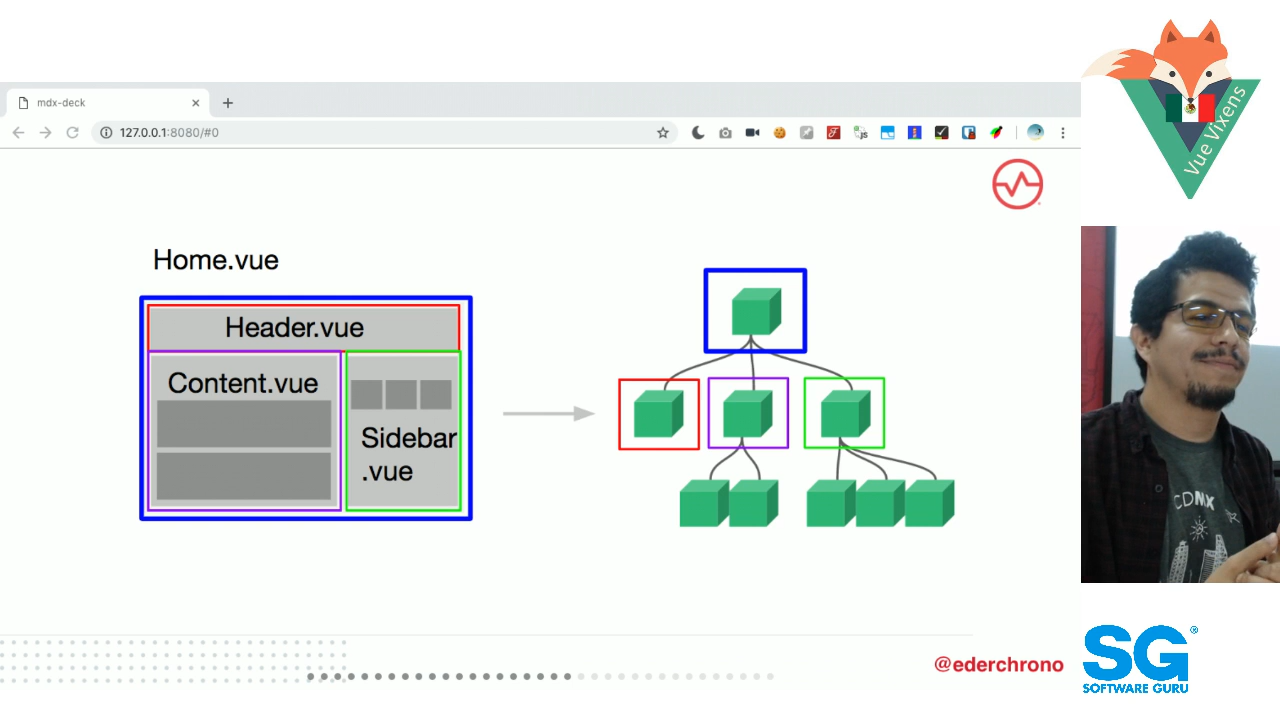 mdx-deck
127.0.0.1:8080/#0
JS
Home.vue
Header.vue
Content.vue
Sidebar
.vue
@ederchrono
Vue Vixens
CDMX
SG
®
SOFTWARE GURU